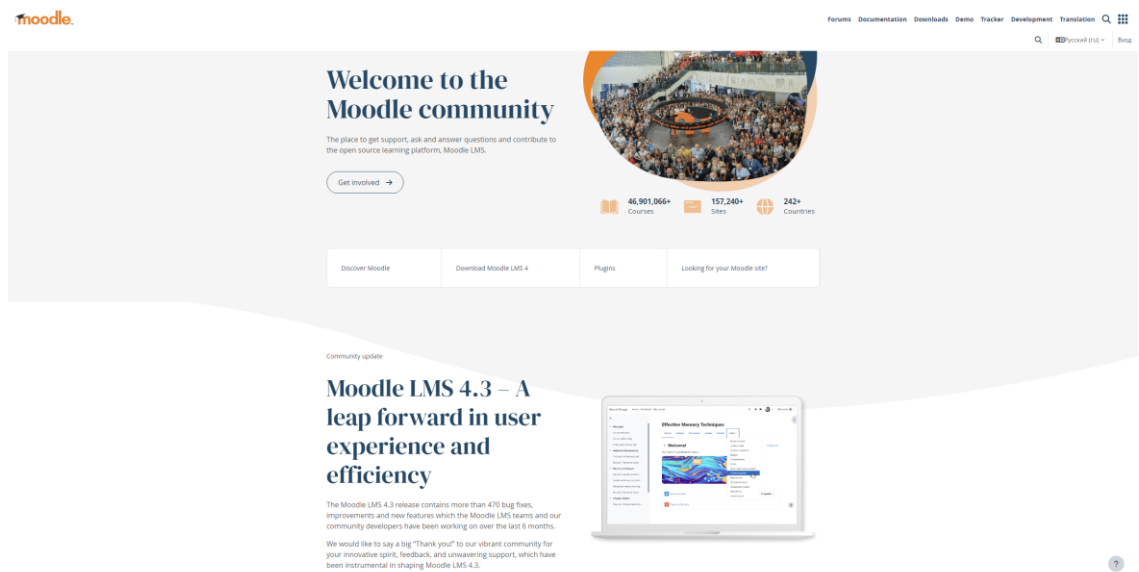 moodle.
Forums Documentation Downloads Demo Tracker Development Translation
Русский (ru) Вход
Welcome to the
Moodle community
The place to get support, ask and answer questions and contribute to
the open source learning platform, Moodle LMS.
Get involved →
46,901,066+ 157,240+ 242+
Courses Sites Countries
Discover Moodle Download Moodle LMS 4 Plugins Looking for your Moodle site?
Community update
Moodle LMS 4.3 – A
leap forward in user
experience and
efficiency
The Moodle LMS 4.3 release contains more than 470 bug fixes,
improvements and new features which the Moodle LMS teams and our
community developers have been working on over the last 6 months.
We would like to say a big "Thank you!" to our vibrant community for
your innovative spirit, feedback, and unwavering support, which have
been instrumental in shaping Moodle LMS 4.3.
Effective Memory Techniques
Welcome!
?